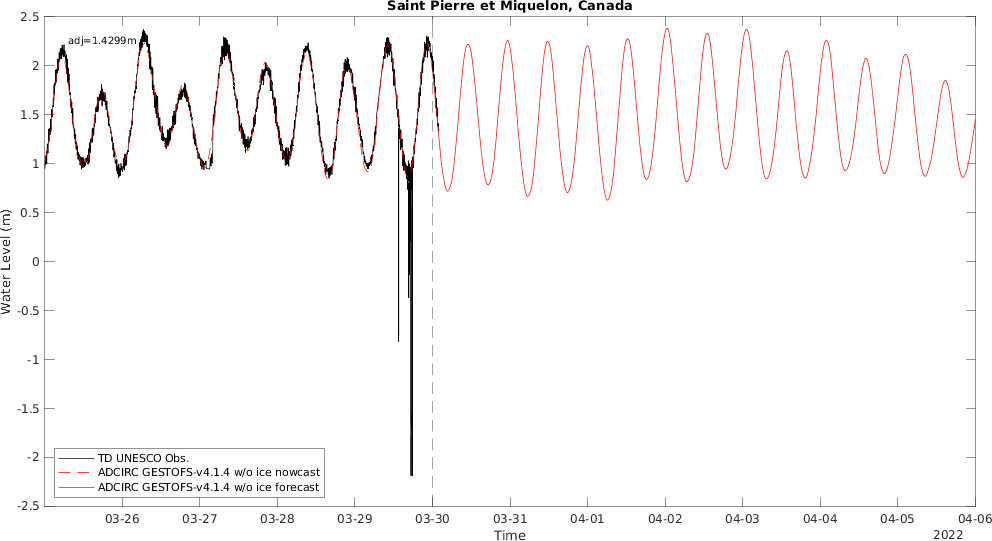 Saint Pierre et Miquelon, Canada
2.5
adj=1.4299m
2
1.5
1
0.5
0
-0.5
-1
-1.5
-2
-2.5
Water Level (m)
TD UNESCO Obs.
ADCIRC GESTOFS-v4.1.4 w/o ice nowcast
ADCIRC GESTOFS-v4.1.4 w/o ice forecast
03-26 03-27 03-28 03-29 03-30 03-31 04-01 04-02 04-03 04-04 04-05 04-06
Time
2022